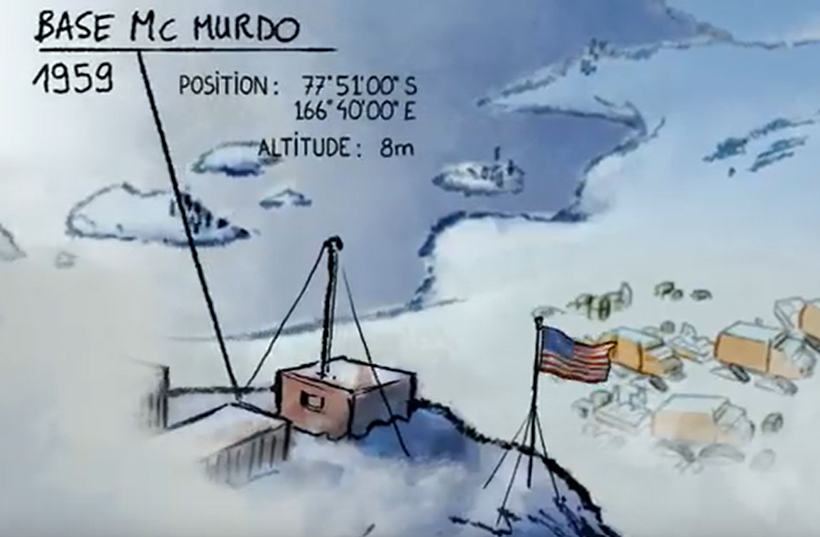 BASE Mc MURDO
1959
POSITION: 77°51'00" S
166°40'00" E
ALTITUDE: 8m